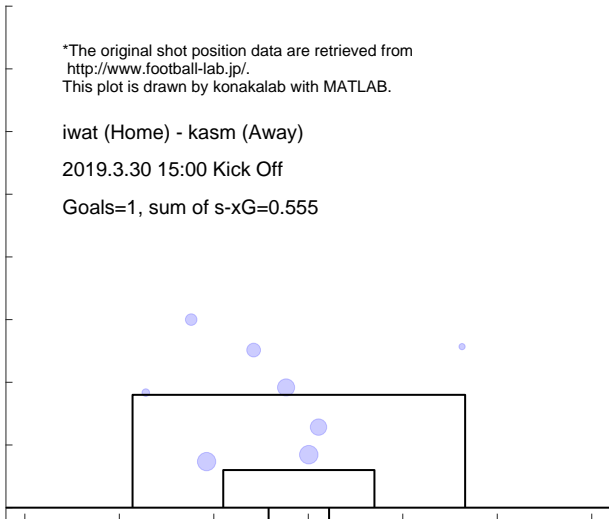 *The original shot position data are retrieved from
http://www.football-lab.jp/.
This plot is drawn by konakalab with MATLAB.
iwat (Home) - kasm (Away)
2019.3.30 15:00 Kick Off
Goals=1, sum of s-xG=0.555